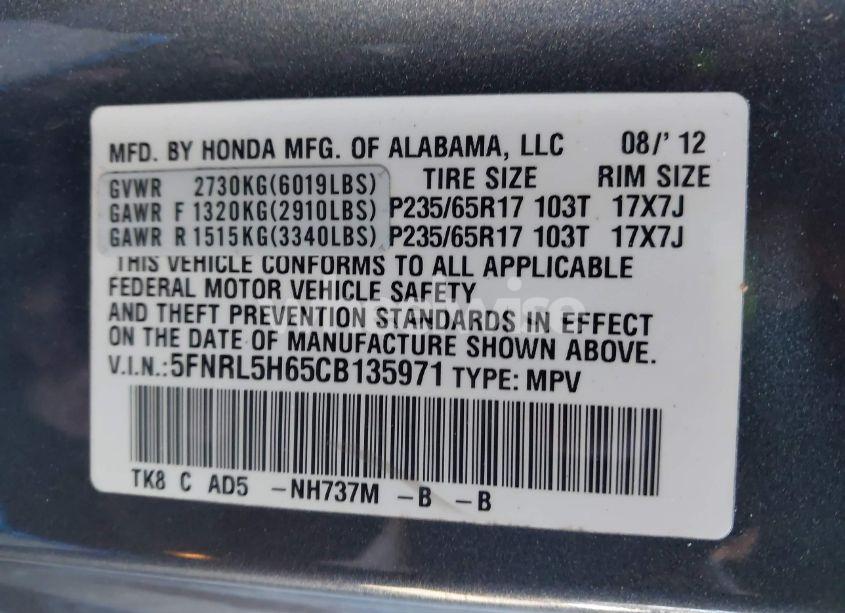 MFD. BY HONDA MFG. OF ALABAMA, LLC 08/'12
GVWR 2730KG(6019LBS) TIRE SIZE RIM SIZE
GAWR F 1320KG(2910LBS) P235/65R17 103T 17X7J
GAWR R 1515KG(3340LBS) P235/65R17 103T 17X7J
THIS VEHICLE CONFORMS TO ALL APPLICABLE
FEDERAL MOTOR VEHICLE SAFETY
AND THEFT PREVENTION STANDARDS IN EFFECT
ON THE DATE OF MANUFACTURE SHOWN ABOVE.
V.I.N.:5FNRL5H65CB135971 TYPE: MPV
TK8 C AD5 -NH737M -B -B